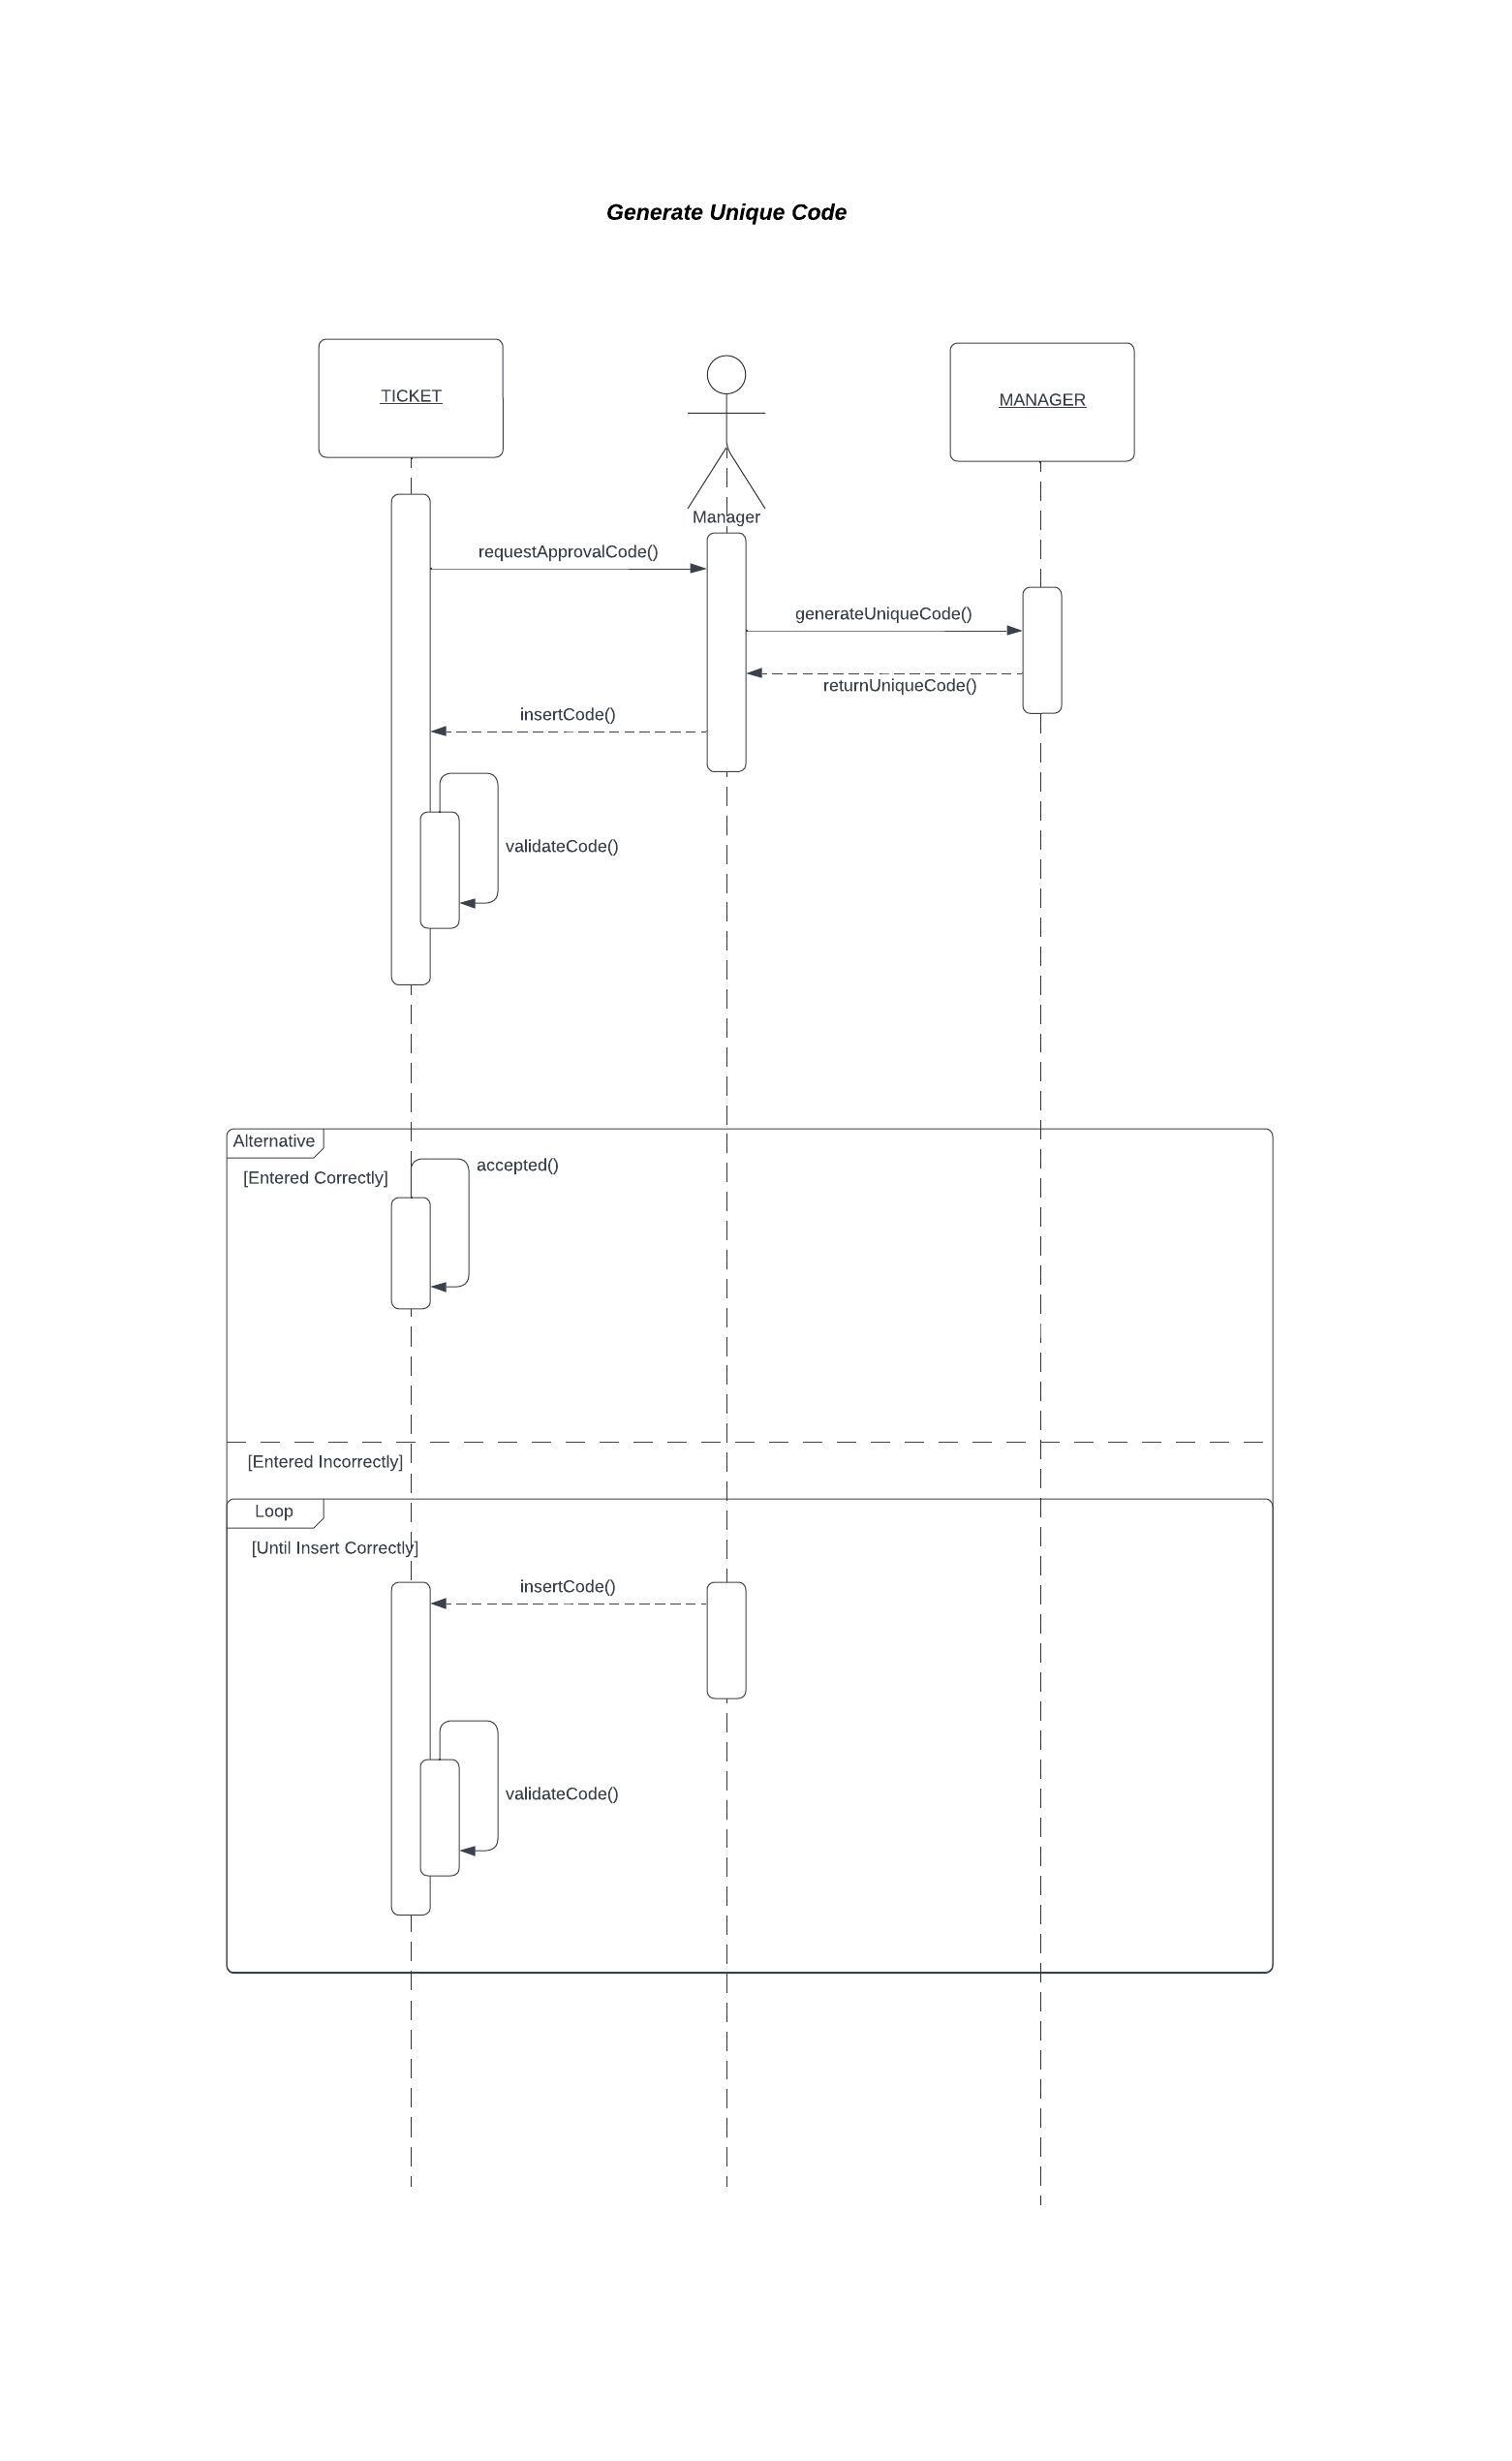 Generate Unique Code
TICKET
Manager
MANAGER
requestApprovalCode()
generateUniqueCode()
returnUniqueCode()
insertCode()
validateCode()
Alternative
[Entered Correctly]
accepted()
[Entered Incorrectly]
Loop
[Until Insert Correctly]
insertCode()
validateCode()